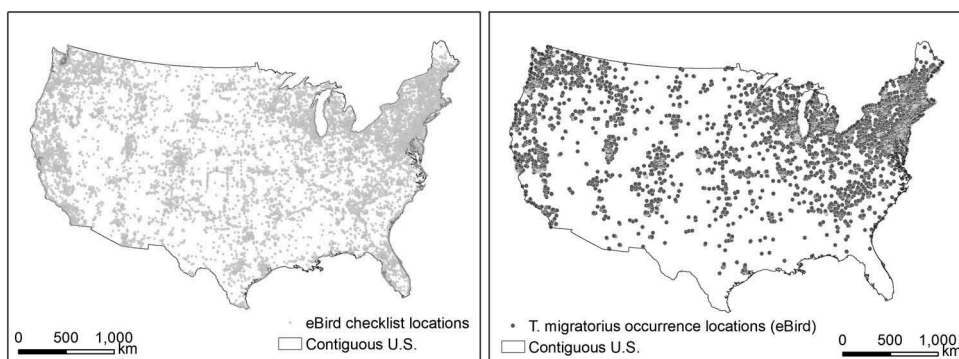 eBird checklist locations
Contiguous U.S.
0 500 1,000
km
T. migratorius occurrence locations (eBird)
Contiguous U.S.
0 500 1,000
km